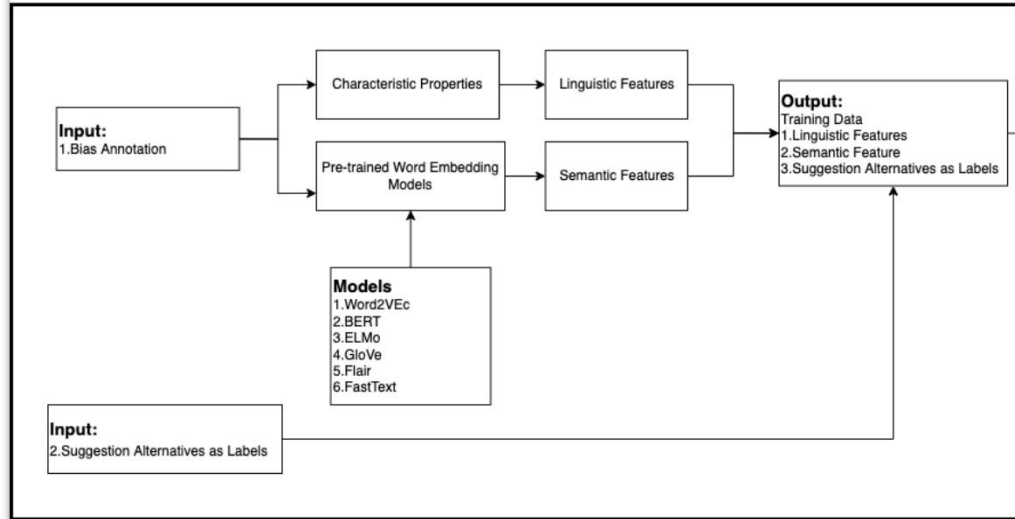 Characteristic Properties
Linguistic Features
Input:
1.Bias Annotation
Pre-trained Word Embedding
Models
Semantic Features
Output:
Training Data
1.Linguistic Features
2.Semantic Feature
3.Suggestion Alternatives as Labels
Models
1.Word2VEc
2.BERT
3.ELMo
4.GloVe
5.Flair
6.FastText
Input:
2.Suggestion Alternatives as Labels